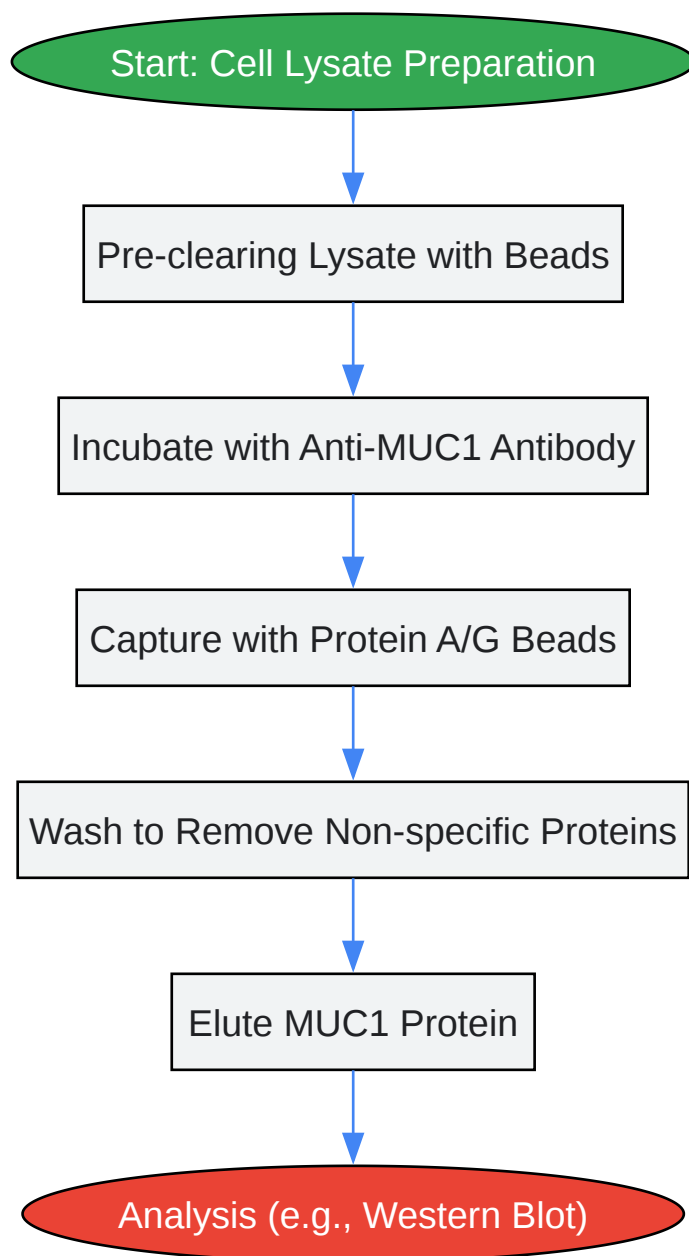 Start: Cell Lysate Preparation
Pre-clearing Lysate with Beads
Incubate with Anti-MUC1 Antibody
Capture with Protein A/G Beads
Wash to Remove Non-specific Proteins
Elute MUC1 Protein
Analysis (e.g., Western Blot)